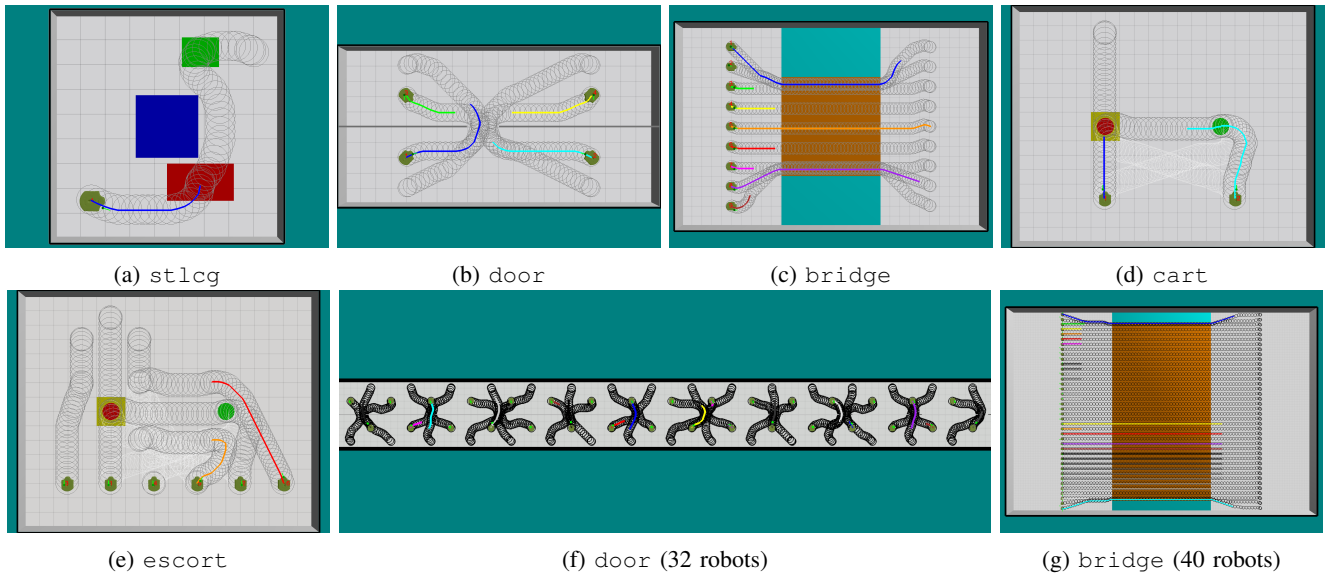 (a) stlcg
(b) door
(c) bridge
(d) cart
(e) escort
(f) door (32 robots)
(g) bridge (40 robots)